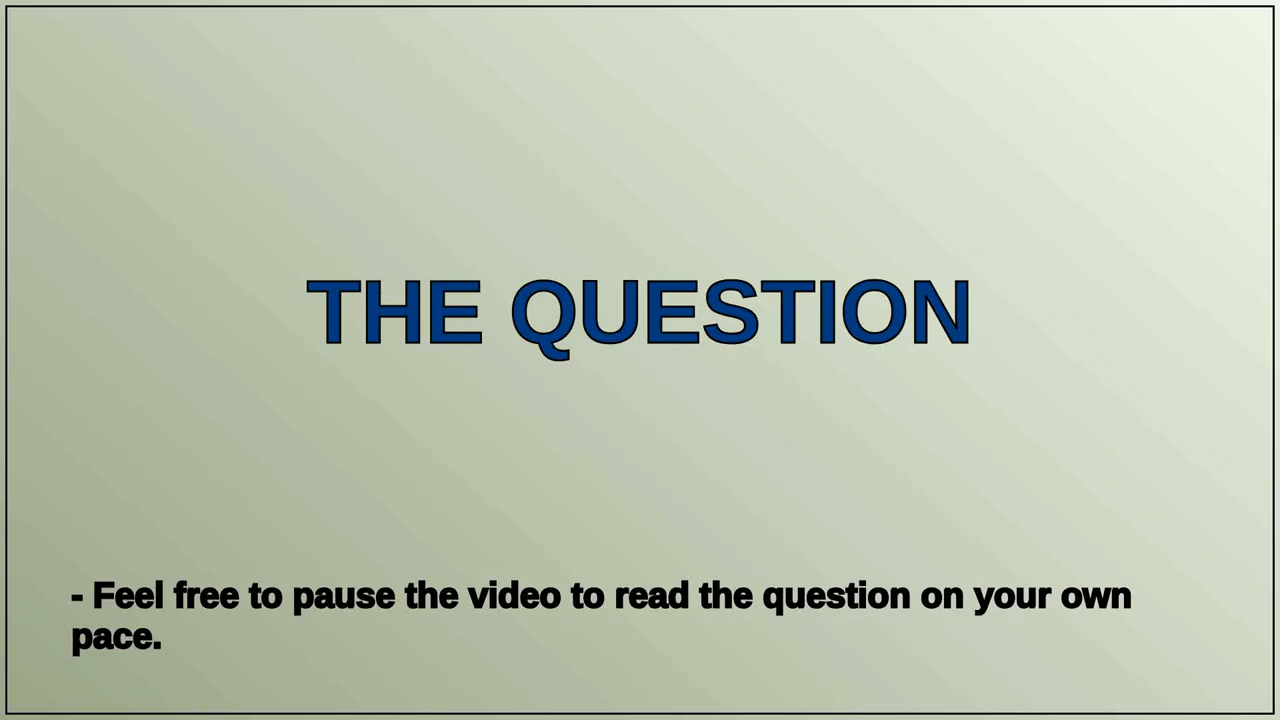 THE QUESTION
- Feel free to pause the video to read the question on your own
pace.